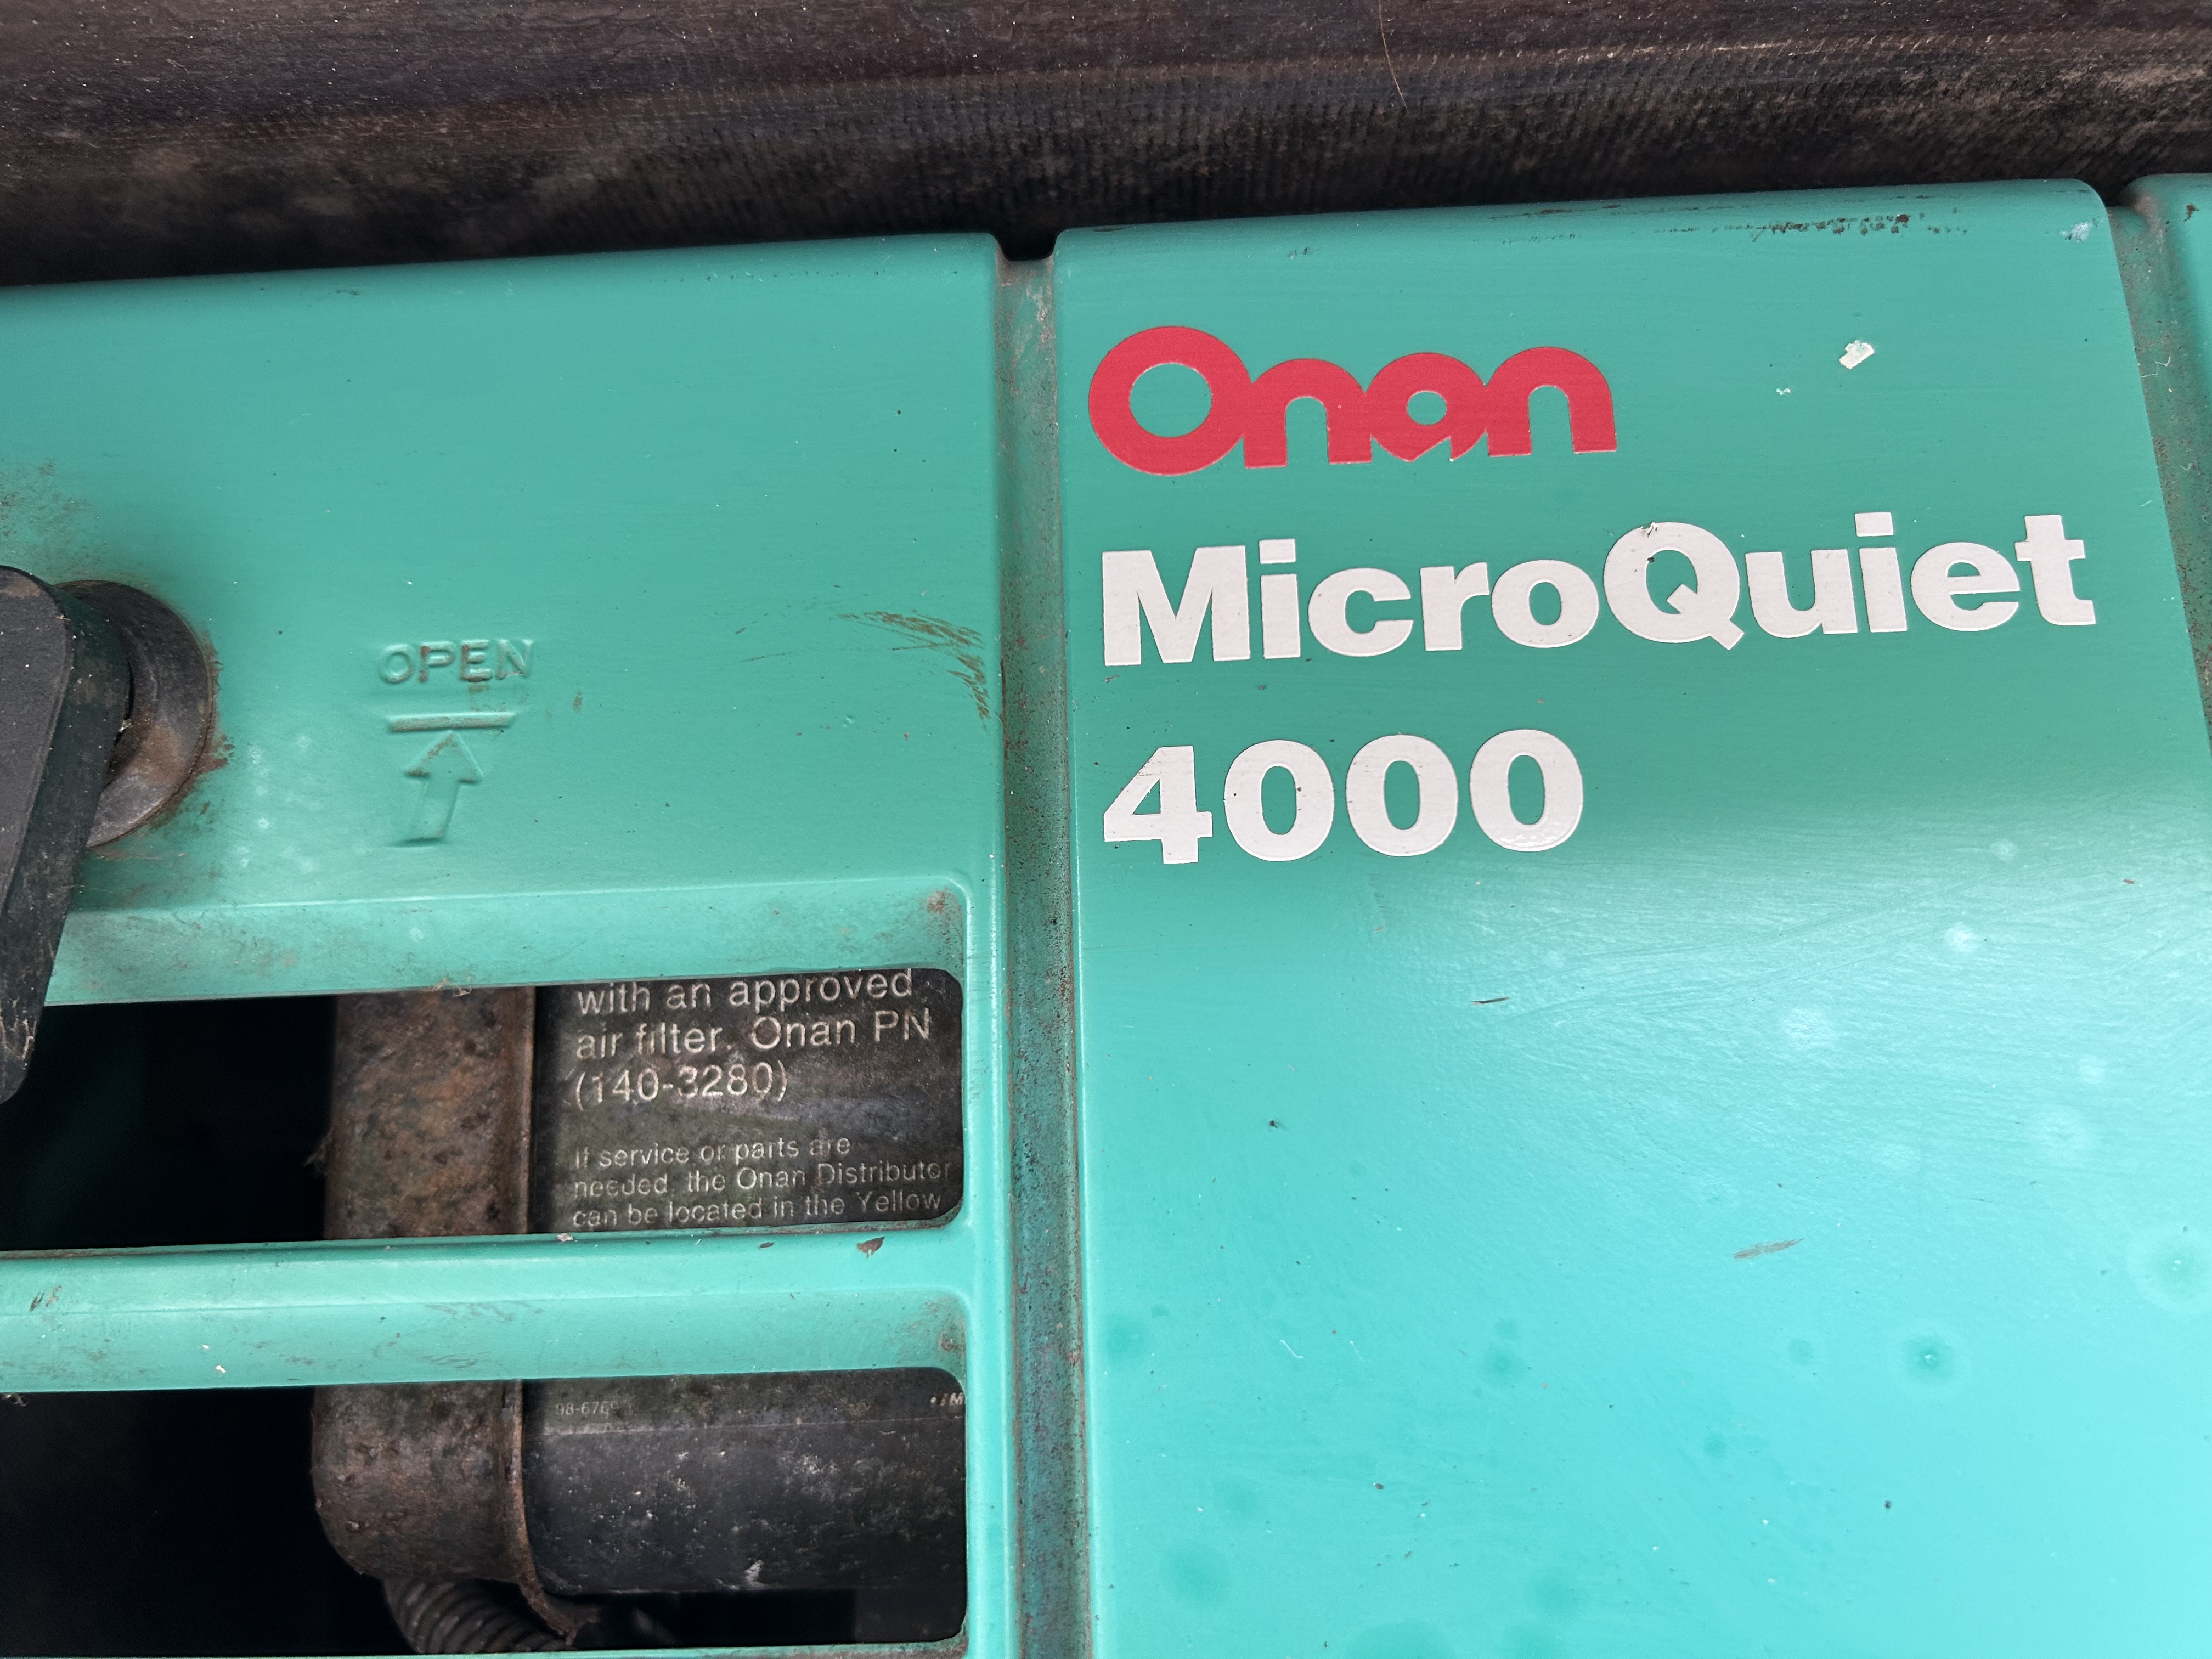 Onan
MicroQuiet
4000
OPEN
with an approved
air filter. Onan PN
(140-3280)
If service or parts are
needed, the Onan Distributor
can be located in the Yellow